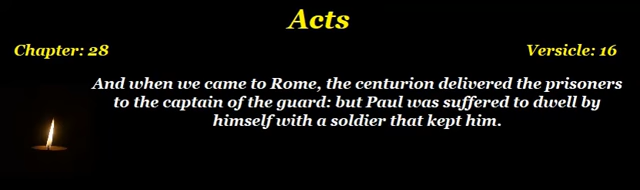 Acts
Chapter: 28
Versicle: 16
And when we came to Rome, the centurion delivered the prisoners
to the captain of the guard: but Paul was suffered to dwell by
himself with a soldier that kept him.